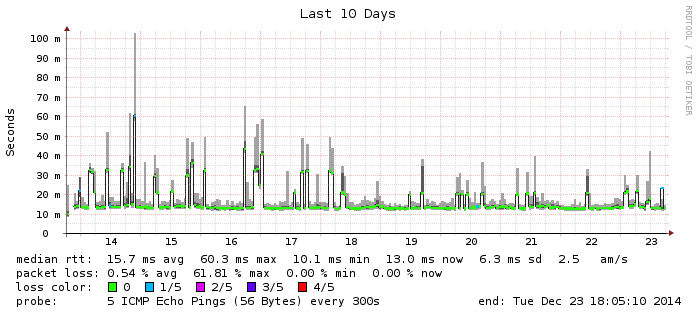 Last 10 Days
RRDTOOL / TOBI OETIKER
Seconds
100 m
90 m
80 m
70 m
60 m
50 m
40 m
30 m
20 m
10 m
0
14 15 16 17 18 19 20 21 22 23
median rtt: 15.7 ms avg 60.3 ms max 10.1 ms min 13.0 ms now 6.3 ms sd 2.5 am/s
packet loss: 0.54 % avg 61.81 % max 0.00 % min 0.00 % now
loss color: 0 1/5 2/5 3/5 4/5
probe: 5 ICMP Echo Pings (56 Bytes) every 300s end: Tue Dec 23 18:05:10 2014